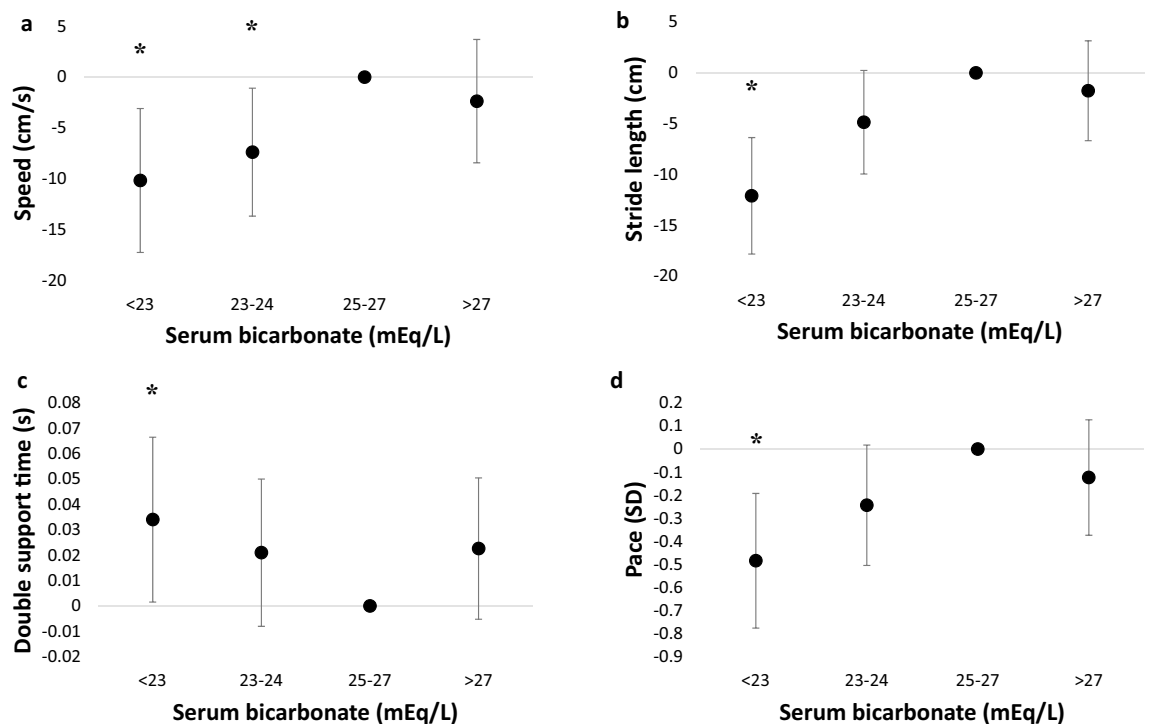 a
*
*
5
0
-5
-10
-15
-20
Speed (cm/s)
<23 23-24 25-27 >27
Serum bicarbonate (mEq/L)
b
*
5
0
-5
-10
-15
-20
Stride length (cm)
<23 23-24 25-27 >27
Serum bicarbonate (mEq/L)
c
*
0.08
0.07
0.06
0.05
0.04
0.03
0.02
0.01
0
-0.01
-0.02
Double support time (s)
<23 23-24 25-27 >27
Serum bicarbonate (mEq/L)
d
*
0.2
0.1
0
-0.1
-0.2
-0.3
-0.4
-0.5
-0.6
-0.7
-0.8
-0.9
Pace (SD)
<23 23-24 25-27 >27
Serum bicarbonate (mEq/L)